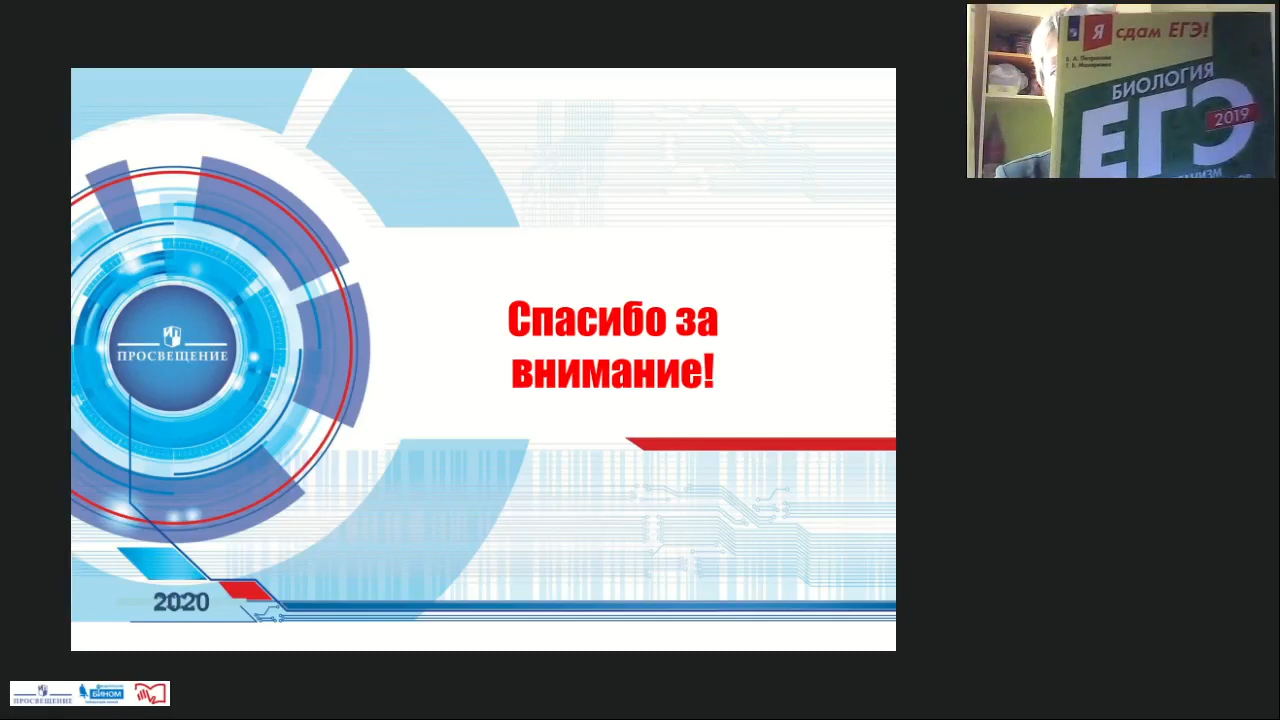 Я сдам ЕГЭ!
БИОЛОГИЯ
ЕГЭ
2019
Спасибо за
внимание!
ПРОСВЕЩЕНИЕ
2020
ПРОСВЕЩЕНИЕ
БИНОМ